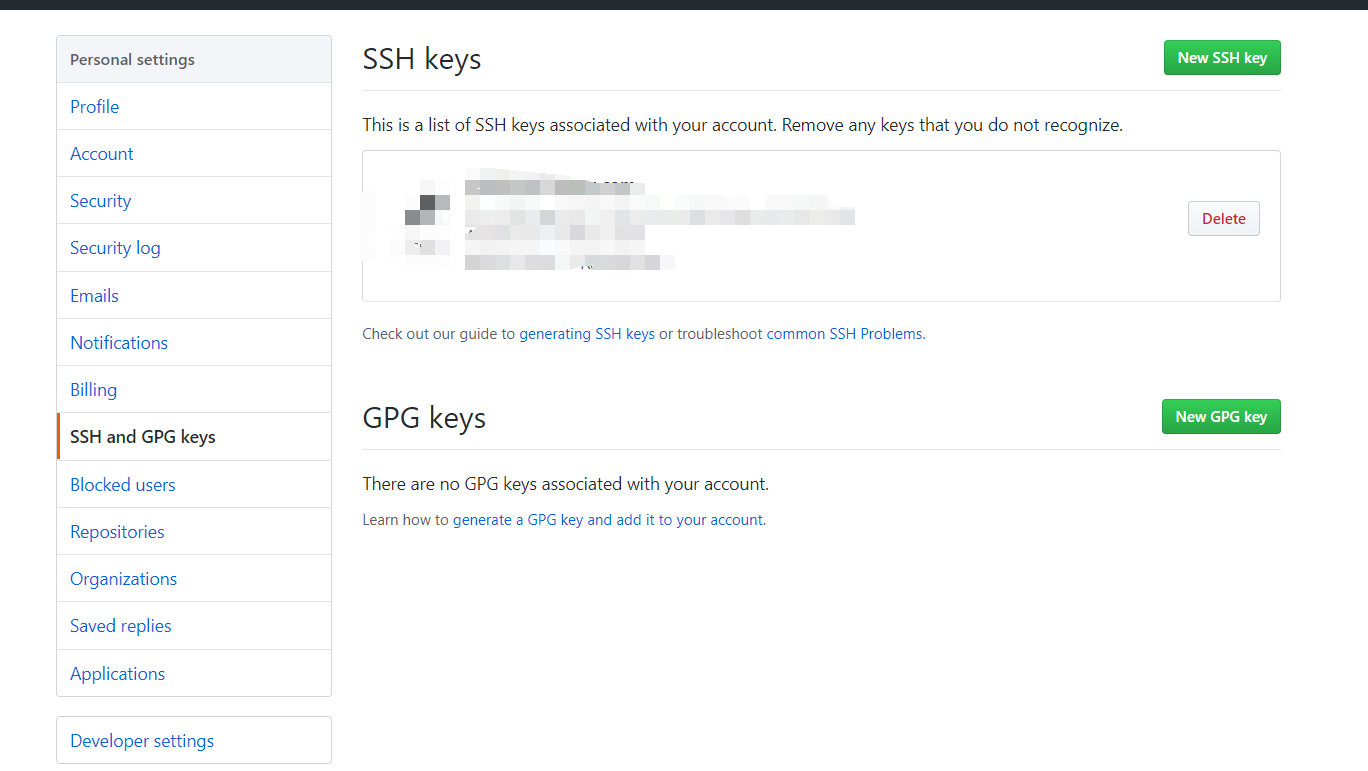 Personal settings
Profile
Account
Security
Security log
Emails
Notifications
Billing
SSH and GPG keys
Blocked users
Repositories
Organizations
Saved replies
Applications
Developer settings
SSH keys
New SSH key
This is a list of SSH keys associated with your account. Remove any keys that you do not recognize.
Delete
Check out our guide to generating SSH keys or troubleshoot common SSH Problems.
GPG keys
New GPG key
There are no GPG keys associated with your account.
Learn how to generate a GPG key and add it to your account.